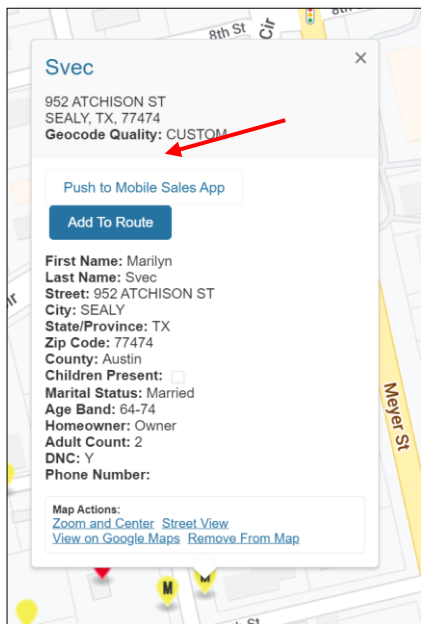 8th St
Cir
8th
Svec
×
952 ATCHISON ST
SEALY, TX, 77474
Geocode Quality: CUSTOM
Push to Mobile Sales App
Add To Route
First Name: Marilyn
Last Name: Svec
Street: 952 ATCHISON ST
City: SEALY
State/Province: TX
Zip Code: 77474
County: Austin
Children Present:
Marital Status: Married
Age Band: 64-74
Homeowner: Owner
Adult Count: 2
DNC: Y
Phone Number:
Meyer St
Map Actions:
Zoom and Center Street View
View on Google Maps Remove From Map
M
M
St